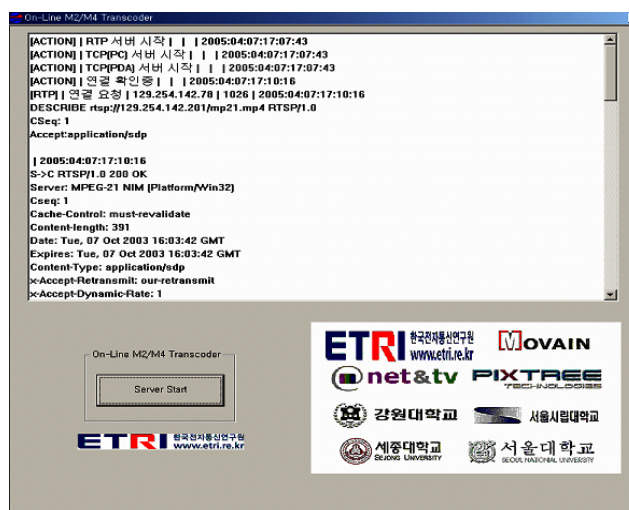 On-Line M2/M4 Transcoder
[ACTION] | RTP 서버 시작 | | | 2005:04:07:17:07:43
[ACTION] | TCP(PC) 서버 시작 | | | 2005:04:07:17:07:43
[ACTION] | TCP(PDA) 서버 시작 | | | 2005:04:07:17:07:43
[ACTION] | 연결 확인중 | | | 2005:04:07:17:10:16
[RTP] | 연결 요청 | 129.254.142.78 | 1026 | 2005:04:07:17:10:16
DESCRIBE rtsp://129.254.142.201/mp21.mp4 RTSP/1.0
CSeq: 1
Accept:application/sdp
| 2005:04:07:17:10:16
S->C RTSP/1.0 200 OK
Server: MPEG-21 NIM (Platform/Win32)
Cseq: 1
Cache-Control: must-revalidate
Content-length: 391
Date: Tue, 07 Oct 2003 16:03:42 GMT
Expires: Tue, 07 Oct 2003 16:03:42 GMT
Content-Type: application/sdp
x-Accept-Retransmit: our-retransmit
x-Accept-Dynamic-Rate: 1
On-Line M2/M4 Transcoder
Server Start
ETRI 한국전자통신연구원
www.etri.re.kr
ETRI 한국전자통신연구원
www.etri.re.kr
MOVAIN
net&tv
PIXTREE
TECHNOLOGIES
강원대학교
서울시립대학교
세종대학교
SEJONG UNIVERSITY
서울대학교
SEOUL NATIONAL UNIVERSITY